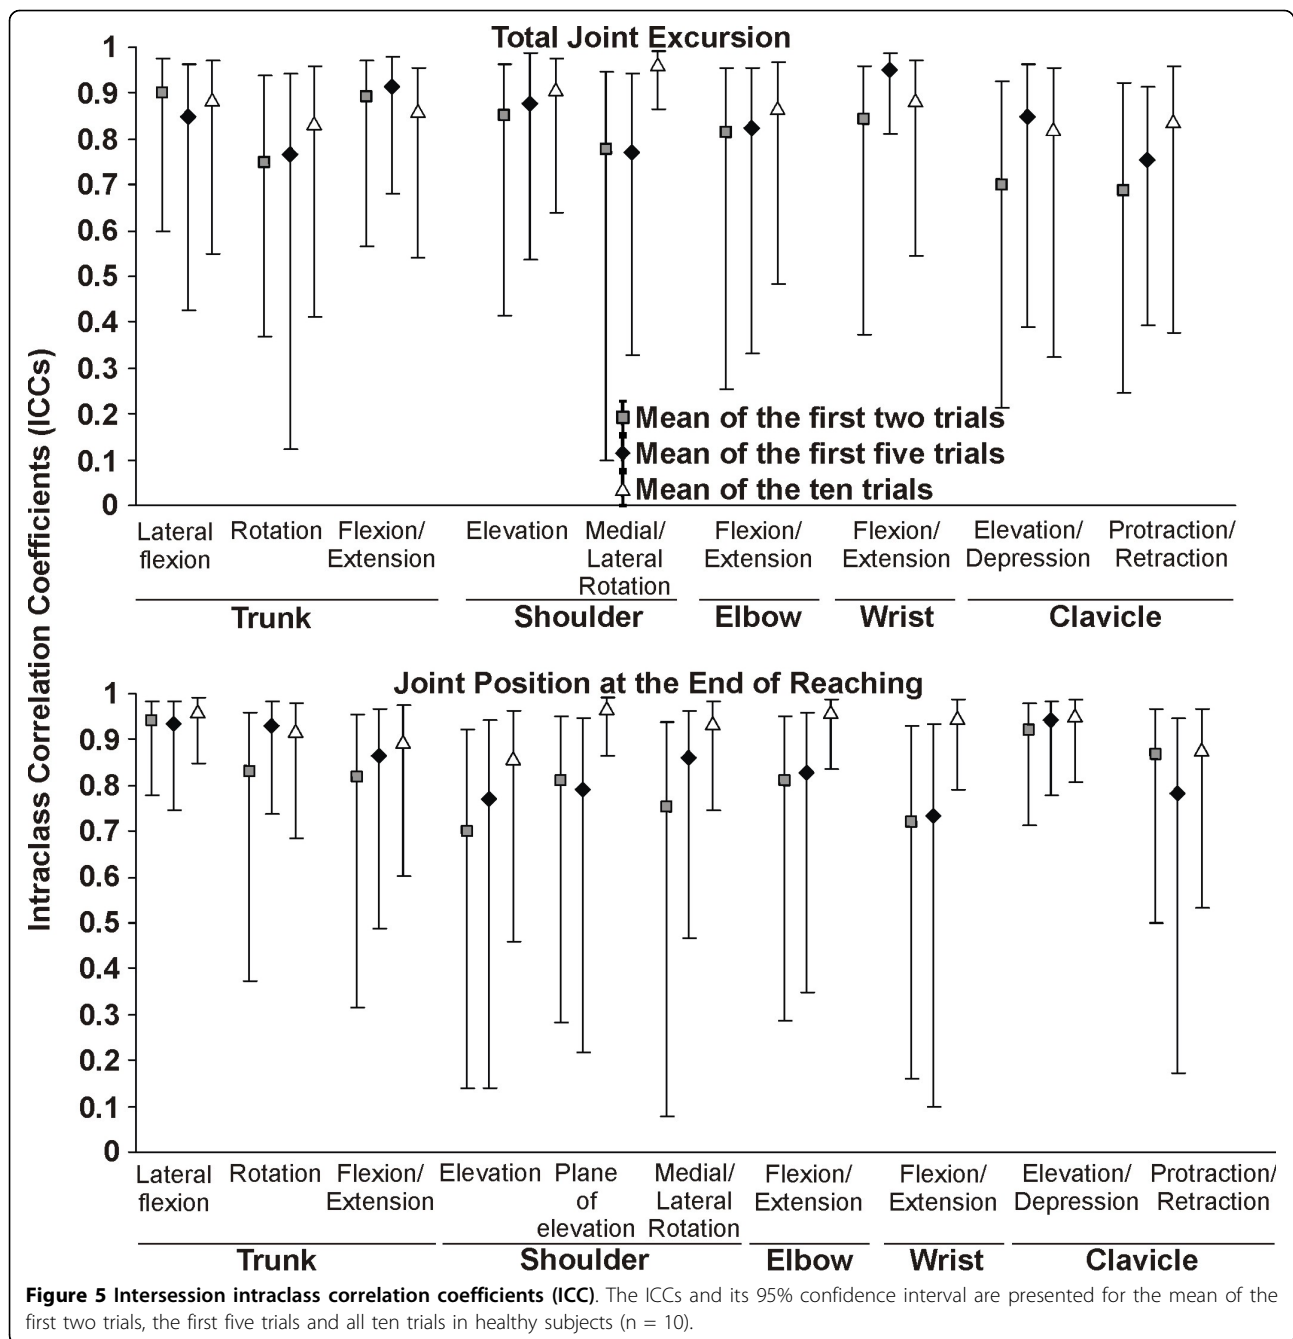 Total Joint Excursion
1
0.9
0.8
0.7
0.6
0.5
0.4
0.3
0.2
0.1
0
Mean of the first two trials
Mean of the first five trials
Mean of the ten trials
Lateral flexion
Rotation
Flexion/ Extension
Elevation
Medial/ Lateral Rotation
Flexion/ Extension
Flexion/ Extension
Elevation/ Depression
Protraction/ Retraction
Trunk
Shoulder
Elbow
Wrist
Clavicle
Intraclass Correlation Coefficients (ICCs)
Joint Position at the End of Reaching
1
0.9
0.8
0.7
0.6
0.5
0.4
0.3
0.2
0.1
0
Lateral flexion
Rotation
Flexion/ Extension
Elevation
Plane of elevation
Medial/ Lateral Rotation
Flexion/ Extension
Flexion/ Extension
Elevation/ Depression
Protraction/ Retraction
Trunk
Shoulder
Elbow
Wrist
Clavicle
Figure 5 Intersession intraclass correlation coefficients (ICC). The ICCs and its 95% confidence interval are presented for the mean of the
first two trials, the first five trials and all ten trials in healthy subjects (n = 10).